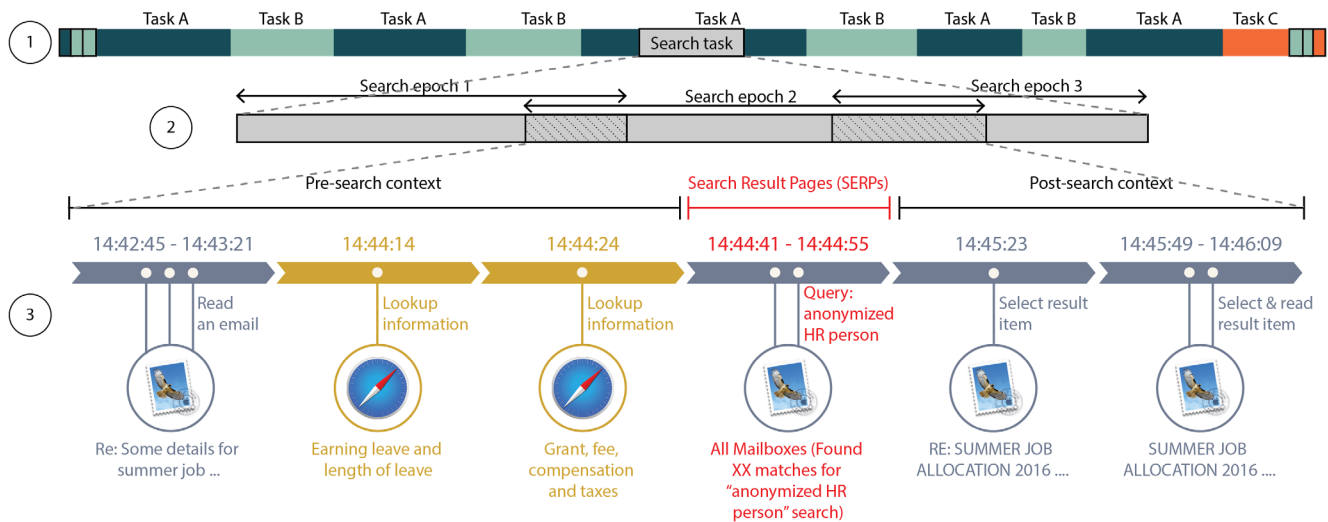 Task A Task B Task A Task B Task A Task B Task A Task B Task A Task C
1
Search task
Search epoch 1
Search epoch 2
Search epoch 3
2
Pre-search context
Search Result Pages (SERPs)
Post-search context
14:42:45 - 14:43:21
14:44:14
14:44:24
14:44:41 - 14:44:55
14:45:23
14:45:49 - 14:46:09
3
Read
an email
Lookup
information
Lookup
information
Query:
anonymized
HR person
Select result
item
Select & read
result item
Re: Some details for
summer job ...
Earning leave and
length of leave
Grant, fee,
compensation
and taxes
All Mailboxes (Found
XX matches for
“anonymized HR
person” search)
RE: SUMMER JOB
ALLOCATION 2016 ....
SUMMER JOB
ALLOCATION 2016 ....